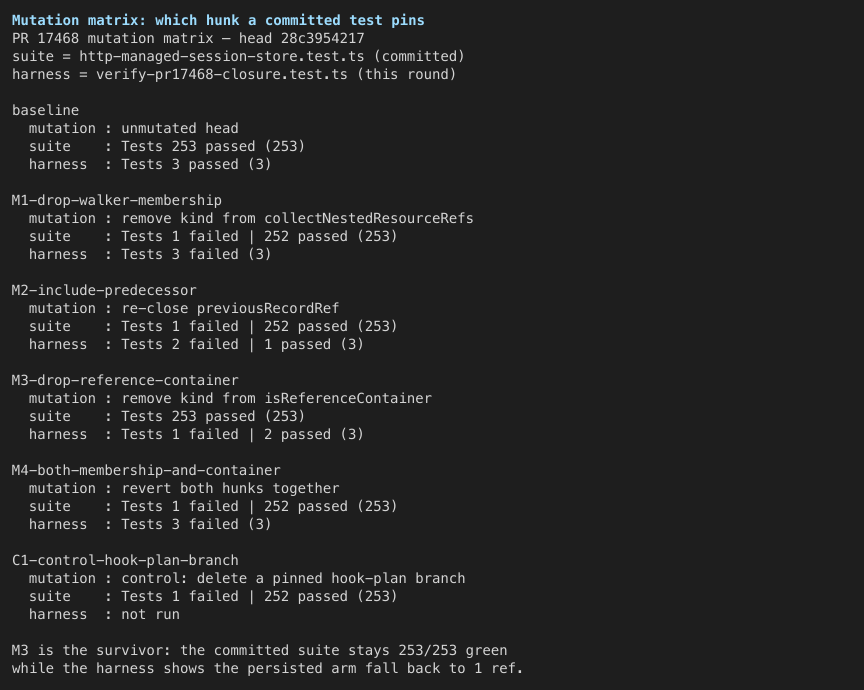 Mutation matrix: which hunk a committed test pins
PR 17468 mutation matrix — head 28c3954217
suite = http-managed-session-store.test.ts (committed)
harness = verify-pr17468-closure.test.ts (this round)

baseline
  mutation : unmutated head
  suite    : Tests 253 passed (253)
  harness  : Tests 3 passed (3)

M1-drop-walker-membership
  mutation : remove kind from collectNestedResourceRefs
  suite    : Tests 1 failed | 252 passed (253)
  harness  : Tests 3 failed (3)

M2-include-predecessor
  mutation : re-close previousRecordRef
  suite    : Tests 1 failed | 252 passed (253)
  harness  : Tests 2 failed | 1 passed (3)

M3-drop-reference-container
  mutation : remove kind from isReferenceContainer
  suite    : Tests 253 passed (253)
  harness  : Tests 1 failed | 2 passed (3)

M4-both-membership-and-container
  mutation : revert both hunks together
  suite    : Tests 1 failed | 252 passed (253)
  harness  : Tests 3 failed (3)

C1-control-hook-plan-branch
  mutation : control: delete a pinned hook-plan branch
  suite    : Tests 1 failed | 252 passed (253)
  harness  : not run

M3 is the survivor: the committed suite stays 253/253 green
while the harness shows the persisted arm fall back to 1 ref.